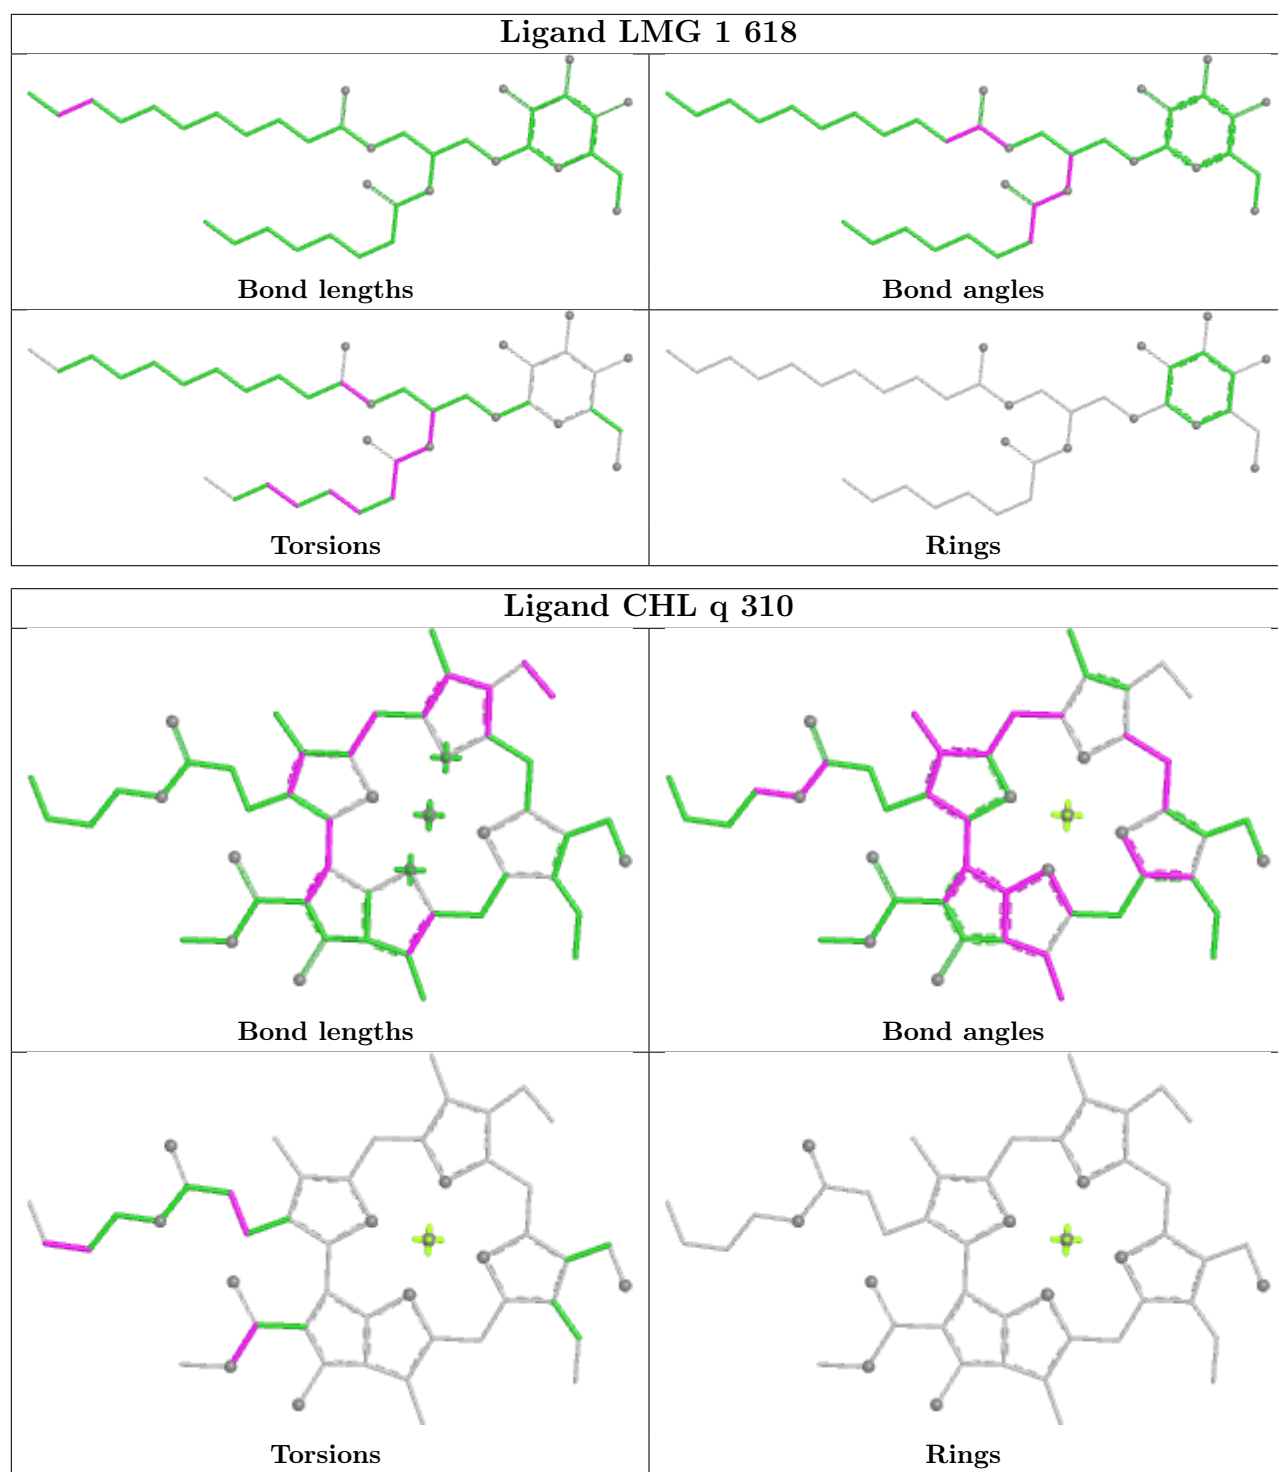 Ligand LMG 1 618
Bond lengths
Bond angles
Torsions
Rings
Ligand CHL q 310
Bond lengths
Bond angles
Torsions
Rings